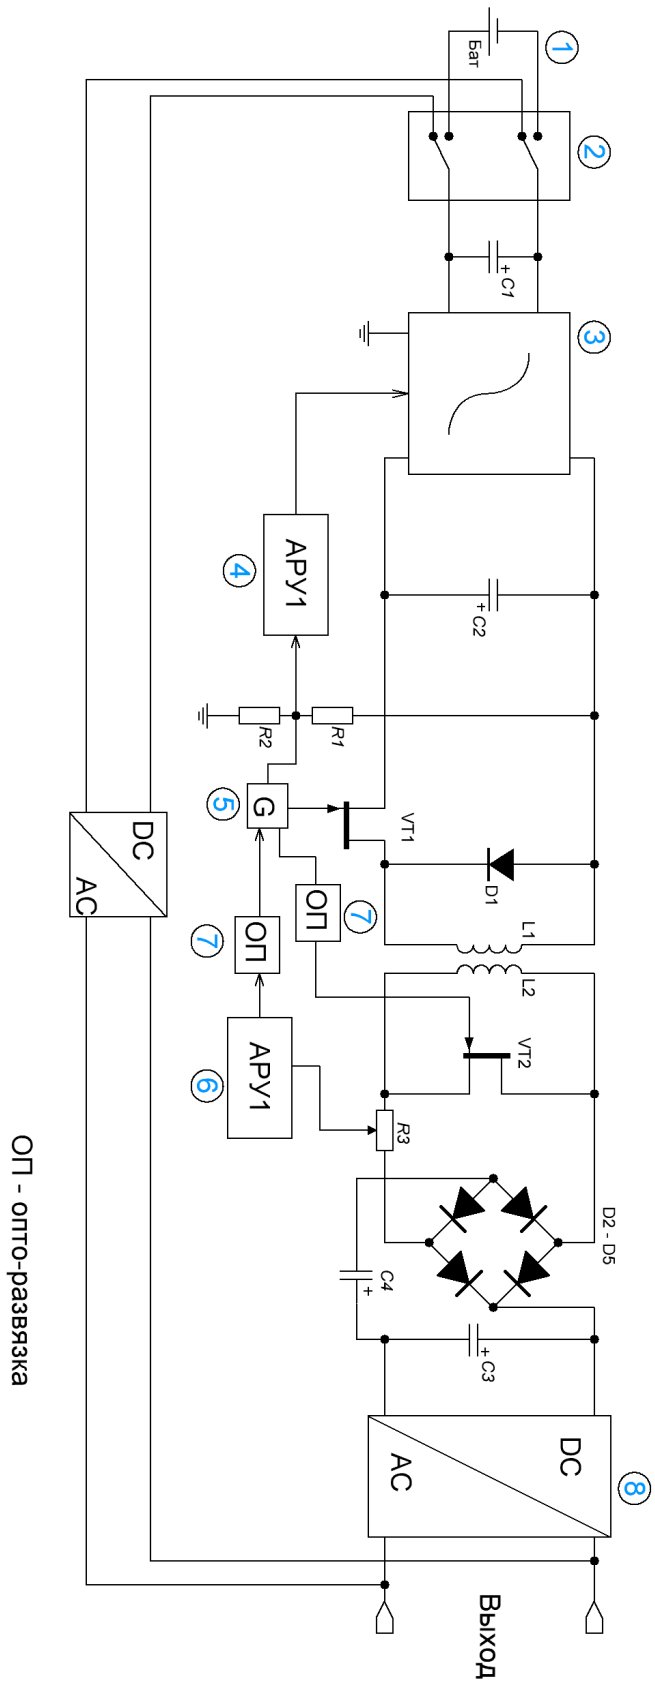 1
Бат
2
+ C1
3
АРУ1
4
+ C2
R1
R2
G
5
VT1
D1
L1
L2
7
ОП
ОП
7
VT2
АРУ1
6
R3
D2 - D5
C4
+
+ C3
8
DC
AC
Выход
DC
AC
ОП - опто-развязка